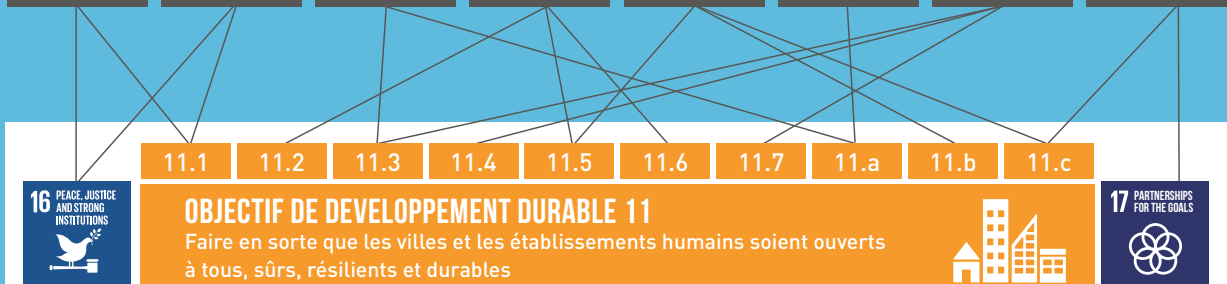 11.1 11.2 11.3 11.4 11.5 11.6 11.7 11.a 11.b 11.c
16 PEACE, JUSTICE
AND STRONG
INSTITUTIONS
OBJECTIF DE DEVELOPPEMENT DURABLE 11
Faire en sorte que les villes et les établissements humains soient ouverts
à tous, sûrs, résilients et durables
17 PARTNERSHIPS
FOR THE GOALS